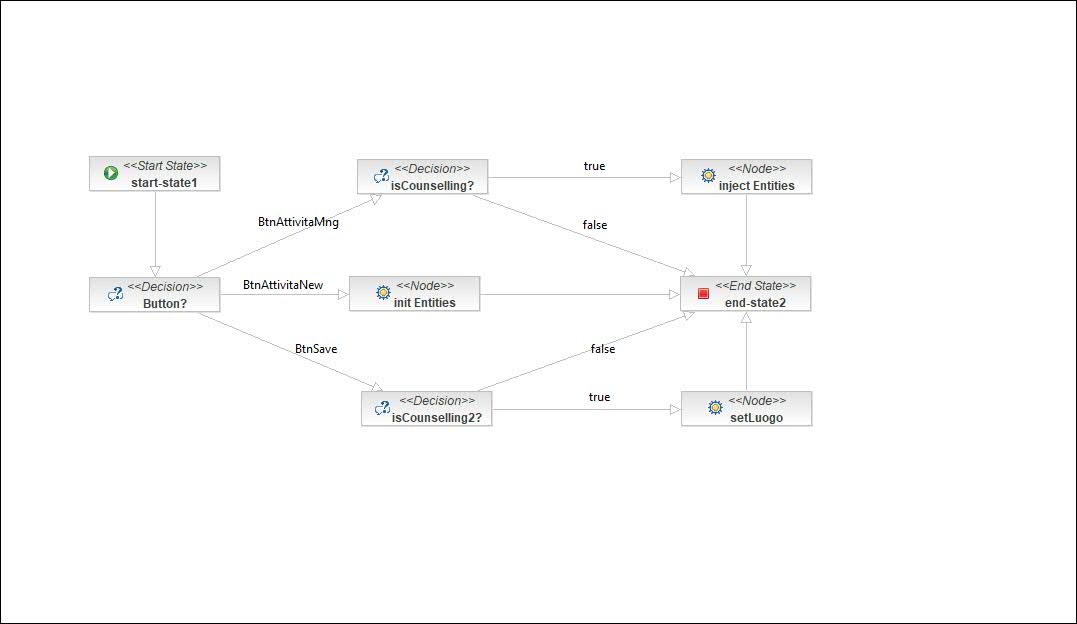 <<Start State>>
start-state1
<<Decision>>
isCounselling?
true
<<Node>>
inject Entities
BtnAttivitaMng
false
<<Decision>>
Button?
BtnAttivitaNew
<<Node>>
init Entities
<<End State>>
end-state2
BtnSave
false
<<Decision>>
isCounselling2?
true
<<Node>>
setLuogo